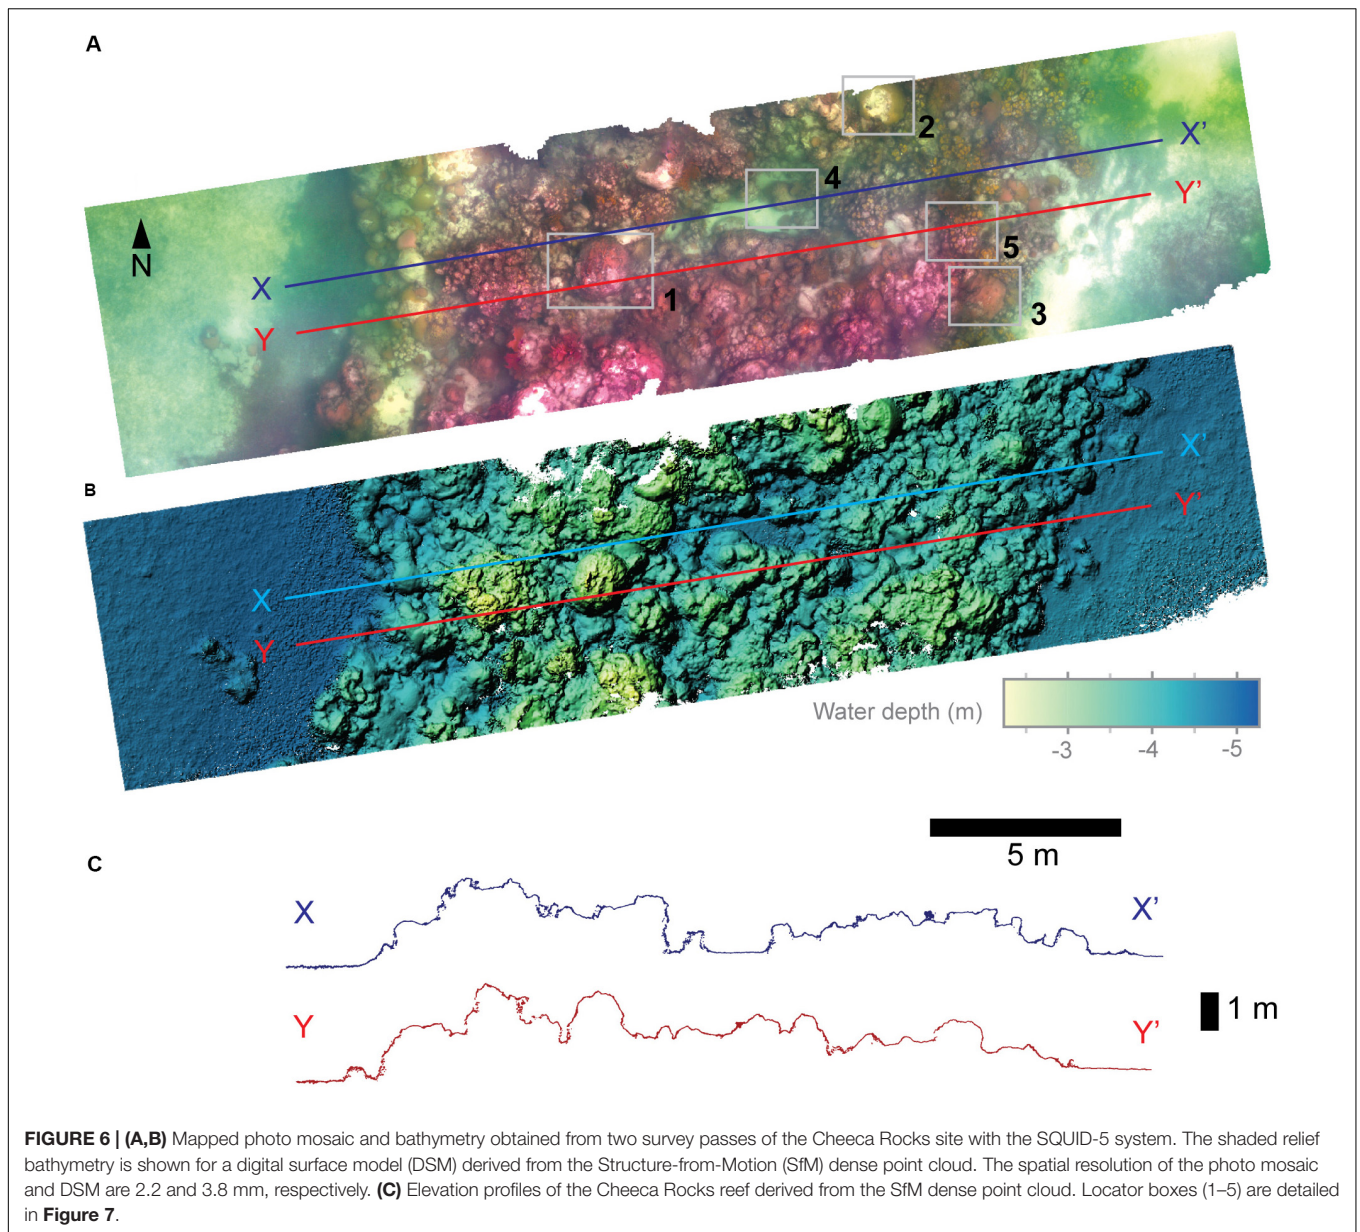 A
2
X'
4
Y'
N
5
X
1
3
Y
B
X'
Y'
X
Y
Water depth (m)
-3 -4 -5
5 m
C
X X'
Y Y'
1 m
FIGURE 6 | (A,B) Mapped photo mosaic and bathymetry obtained from two survey passes of the Cheeca Rocks site with the SQUID-5 system. The shaded relief
bathymetry is shown for a digital surface model (DSM) derived from the Structure-from-Motion (SfM) dense point cloud. The spatial resolution of the photo mosaic
and DSM are 2.2 and 3.8 mm, respectively. (C) Elevation profiles of the Cheeca Rocks reef derived from the SfM dense point cloud. Locator boxes (1–5) are detailed
in Figure 7.